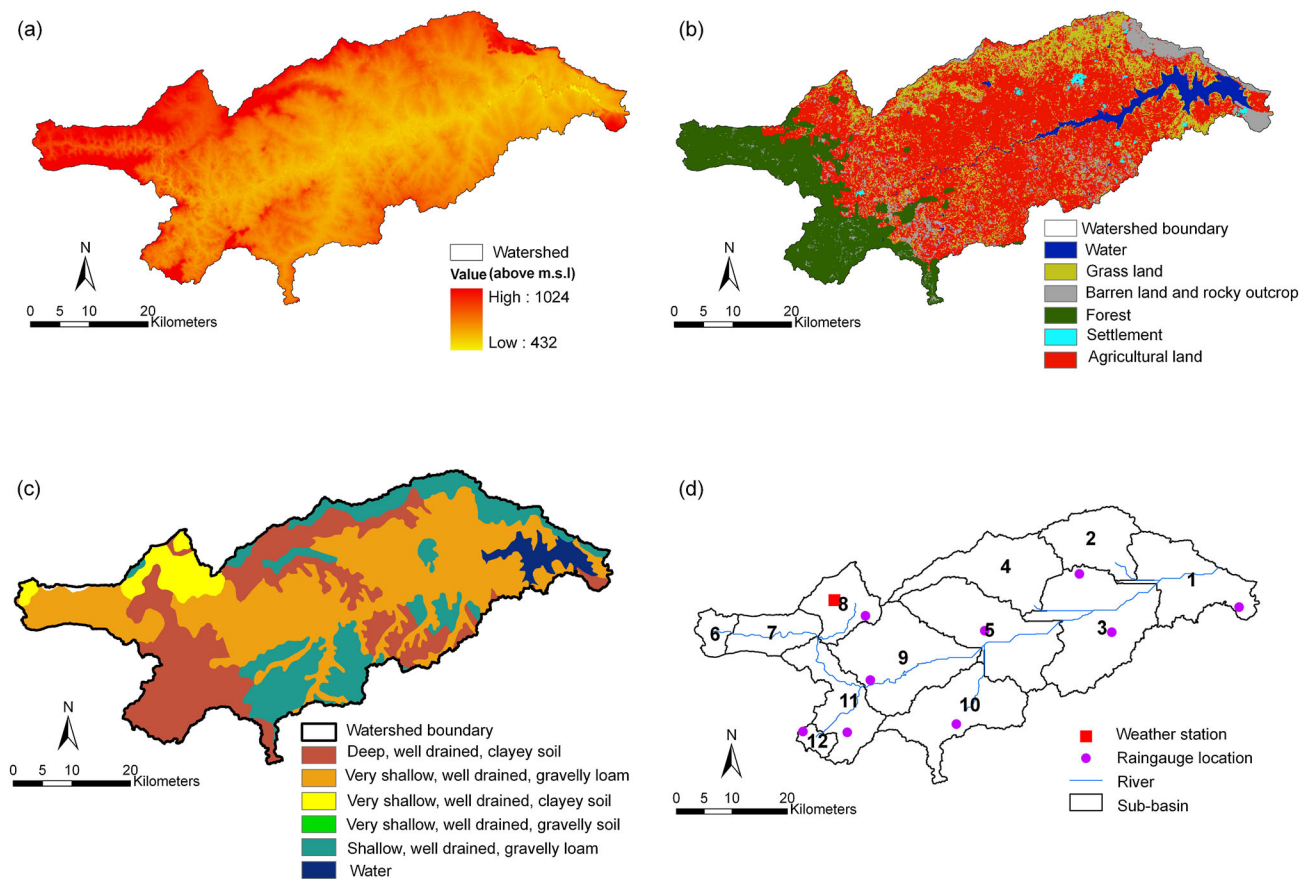 (a)
N
0 5 10 20
Kilometers
Watershed
Value (above m.s.l)
High : 1024
Low : 432
(b)
N
0 5 10 20
Kilometers
Watershed boundary
Water
Grass land
Barren land and rocky outcrop
Forest
Settlement
Agricultural land
(c)
N
0 5 10 20
Kilometers
Watershed boundary
Deep, well drained, clayey soil
Very shallow, well drained, gravelly loam
Very shallow, well drained, clayey soil
Very shallow, well drained, gravelly soil
Shallow, well drained, gravelly loam
Water
(d)
2
4
1
8
5
3
6
7
9
11
10
12
N
0 5 10 20
Kilometers
Weather station
Raingauge location
River
Sub-basin